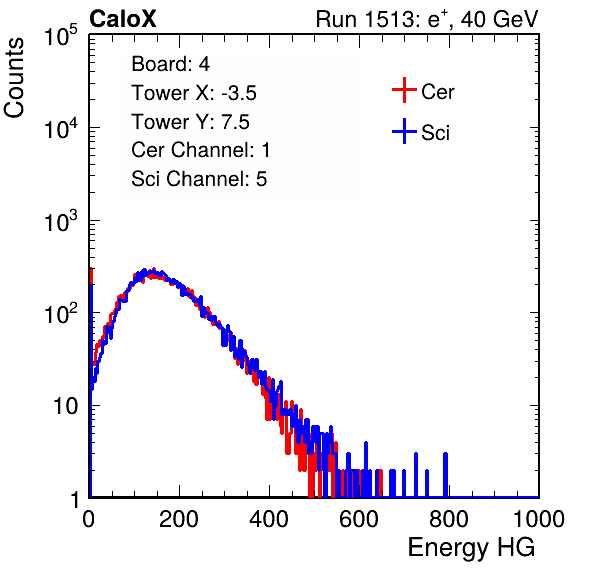 CaloX Run 1513: e⁺, 40 GeV
Counts
10⁵
10⁴
10³
10²
10
1
Board: 4
Tower X: -3.5
Tower Y: 7.5
Cer Channel: 1
Sci Channel: 5
Cer
Sci
0 200 400 600 800 1000
Energy HG